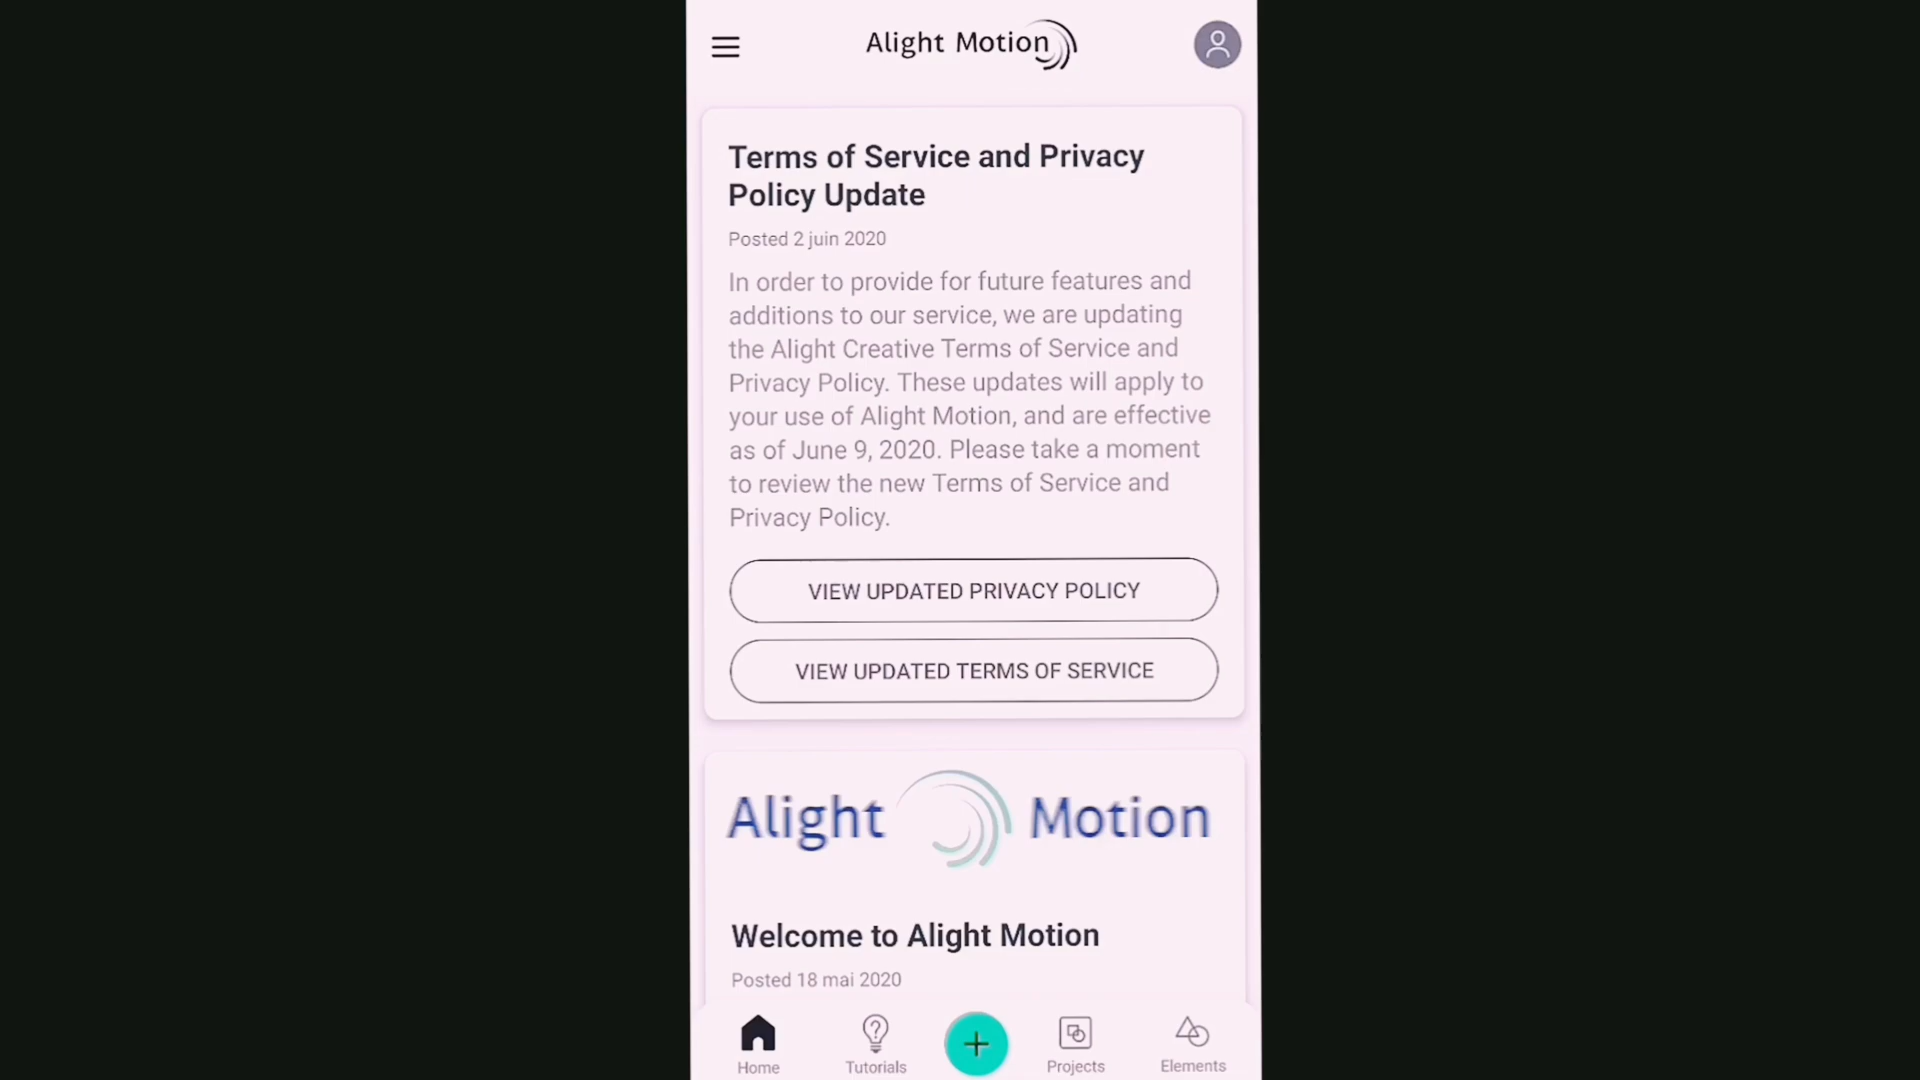 Alight Motion
Terms of Service and Privacy
Policy Update
Posted 2 juin 2020
In order to provide for future features and
additions to our service, we are updating
the Alight Creative Terms of Service and
Privacy Policy. These updates will apply to
your use of Alight Motion, and are effective
as of June 9, 2020. Please take a moment
to review the new Terms of Service and
Privacy Policy.
VIEW UPDATED PRIVACY POLICY
VIEW UPDATED TERMS OF SERVICE
Alight Motion
Welcome to Alight Motion
Posted 18 mai 2020
Home Tutorials Projects Elements